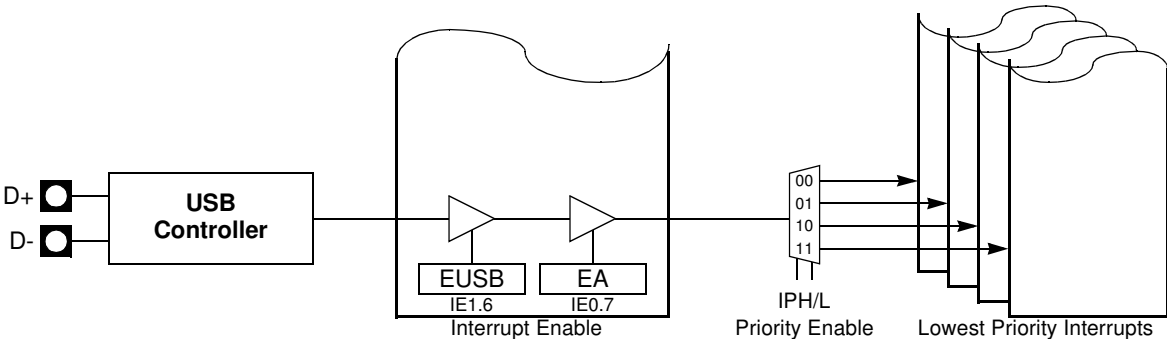 D+
D-
USB
Controller
EUSB
IE1.6
EA
IE0.7
Interrupt Enable
00
01
10
11
IPH/L
Priority Enable
Lowest Priority Interrupts